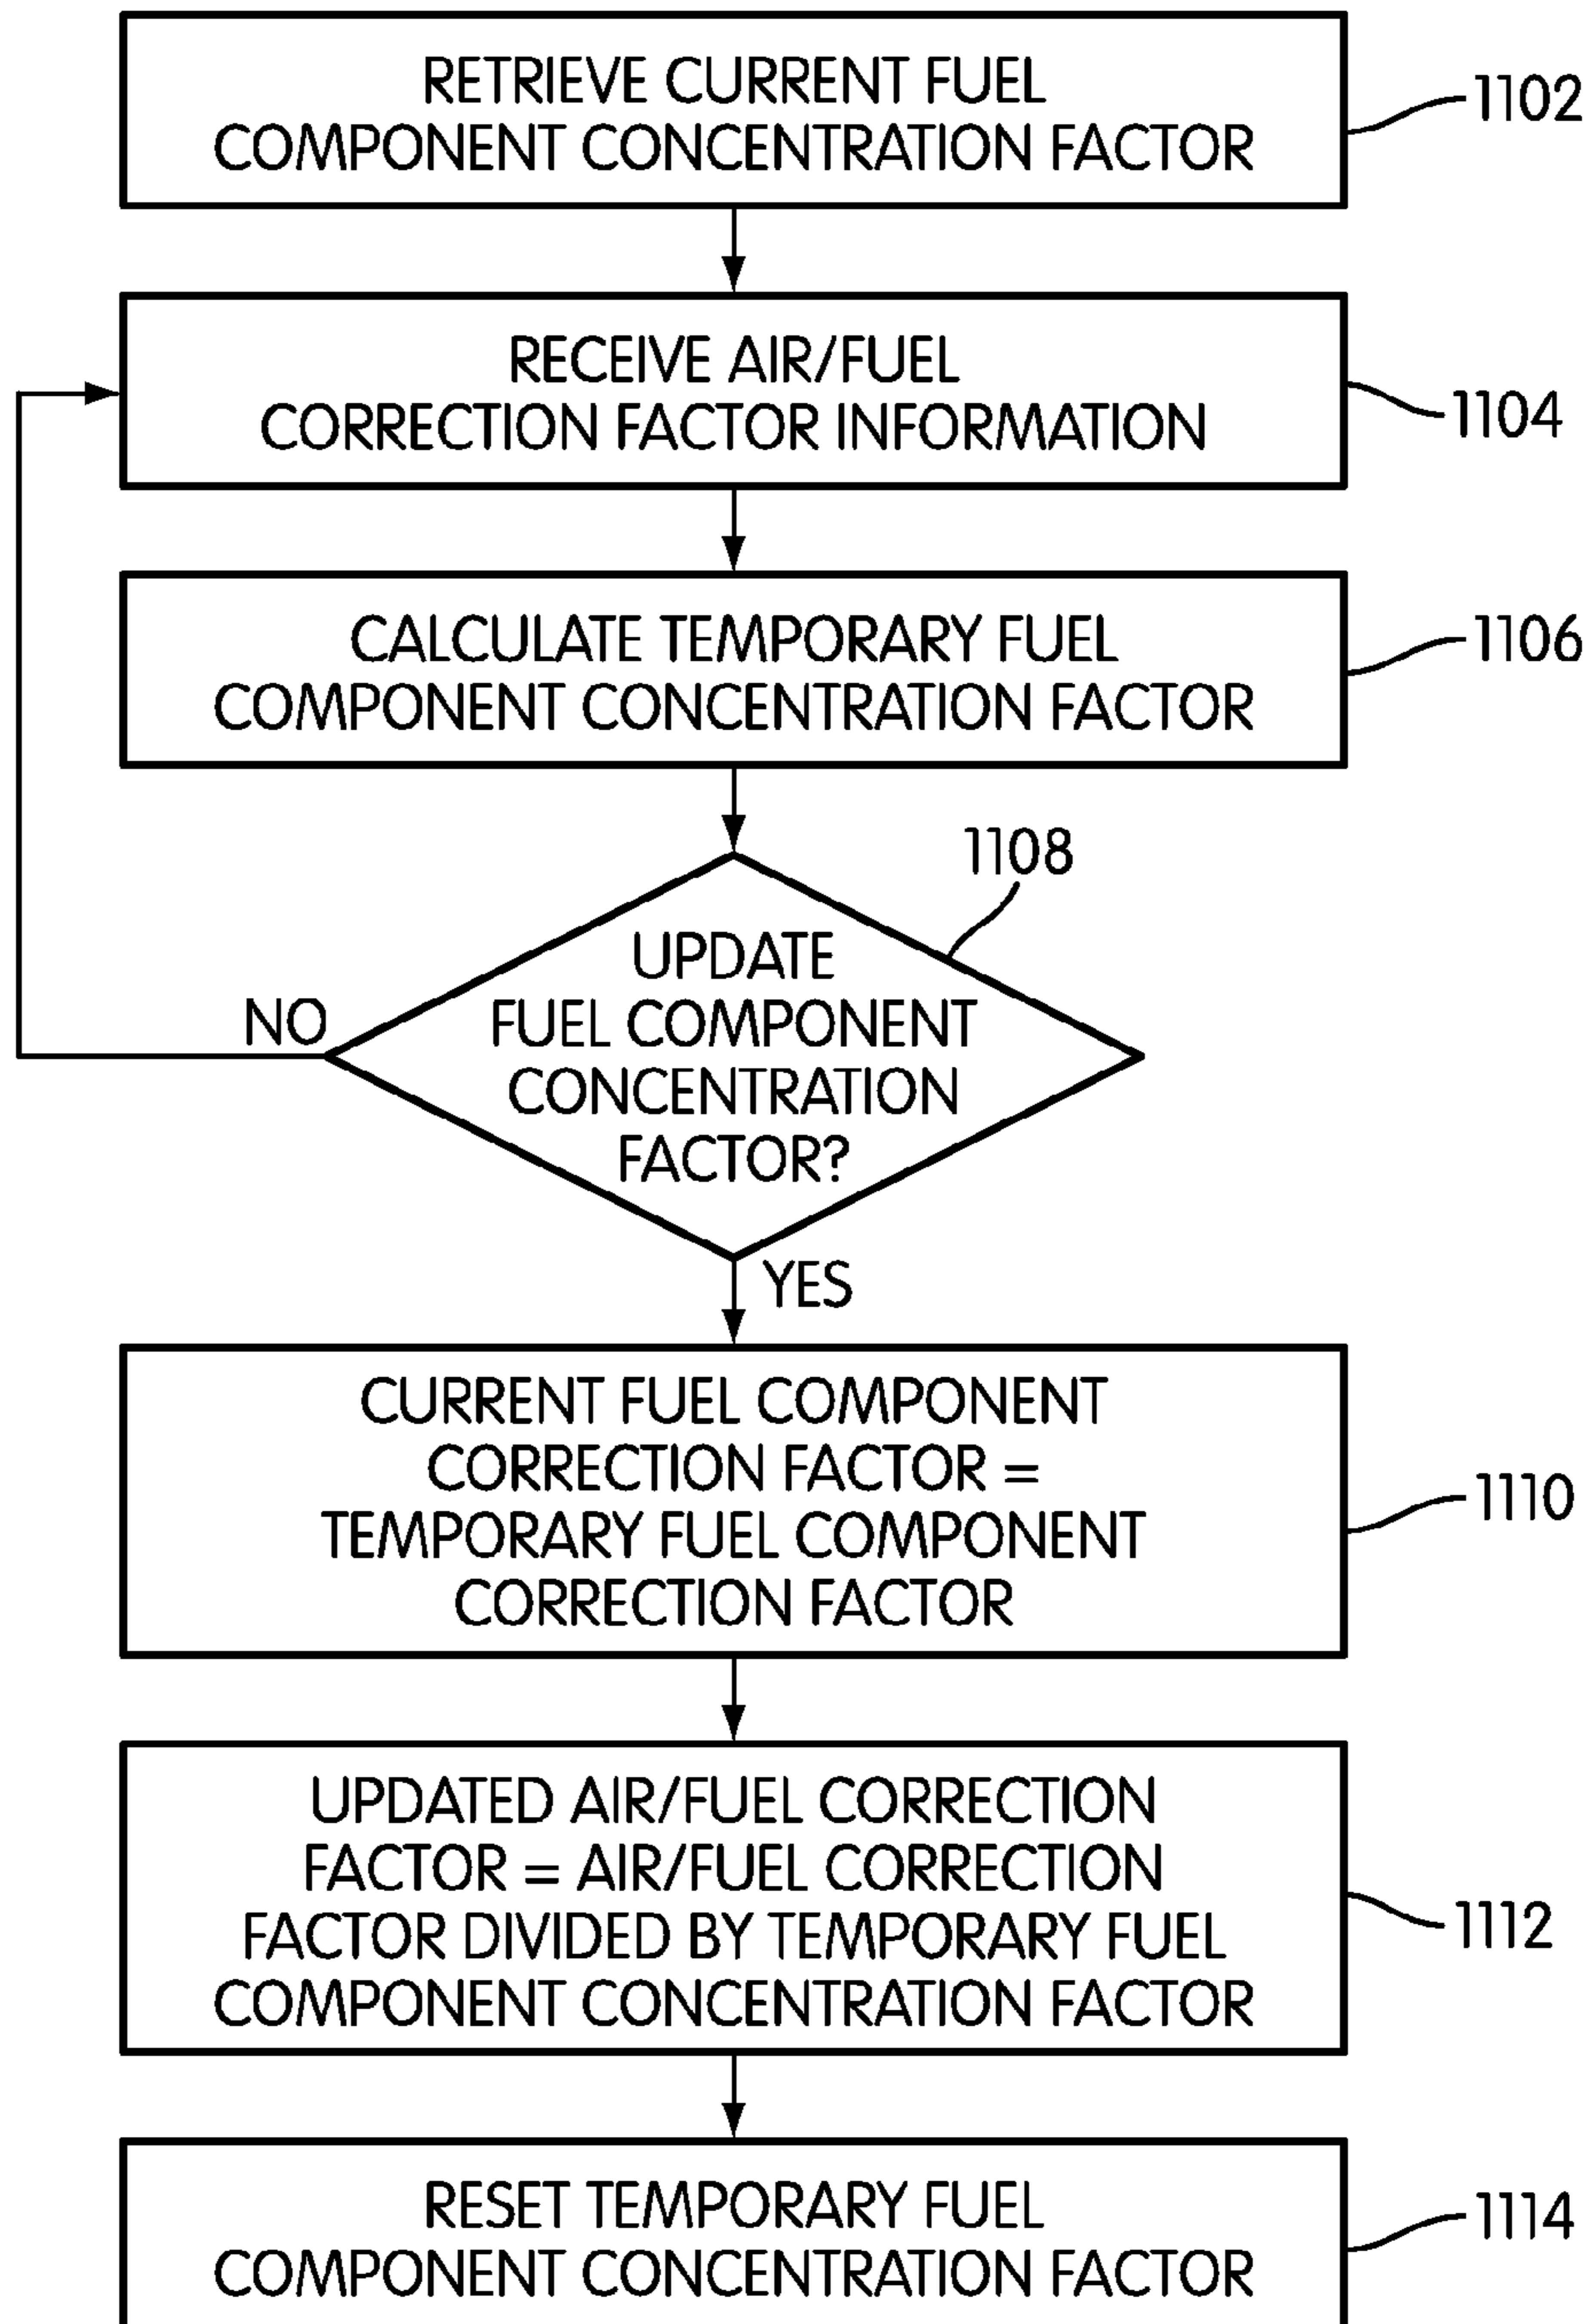 RETRIEVE CURRENT FUEL
COMPONENT CONCENTRATION FACTOR
1102
RECEIVE AIR/FUEL
CORRECTION FACTOR INFORMATION
1104
CALCULATE TEMPORARY FUEL
COMPONENT CONCENTRATION FACTOR
1106
1108
UPDATE
FUEL COMPONENT
CONCENTRATION
FACTOR?
NO
YES
CURRENT FUEL COMPONENT
CORRECTION FACTOR =
TEMPORARY FUEL COMPONENT
CORRECTION FACTOR
1110
UPDATED AIR/FUEL CORRECTION
FACTOR = AIR/FUEL CORRECTION
FACTOR DIVIDED BY TEMPORARY FUEL
COMPONENT CONCENTRATION FACTOR
1112
RESET TEMPORARY FUEL
COMPONENT CONCENTRATION FACTOR
1114